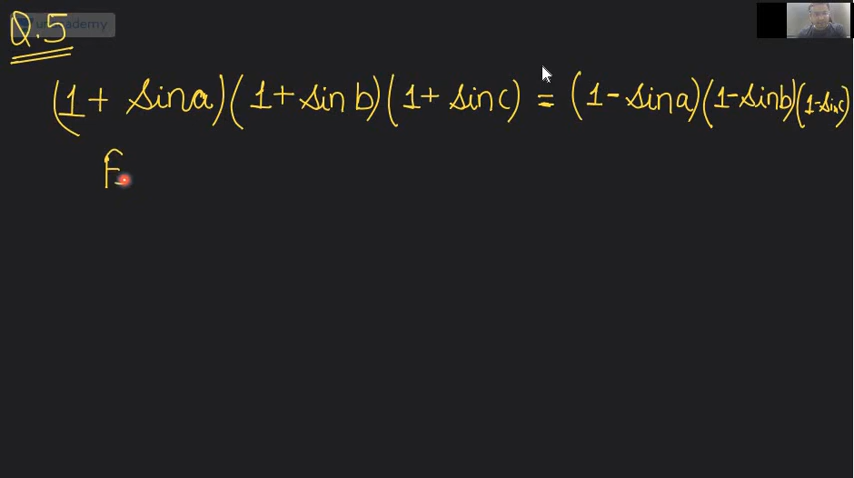 Q.5
(1 + sina)(1 + sin b)(1 + sinc) = (1 - sina)(1 - sinb)(1 - sinc)
F